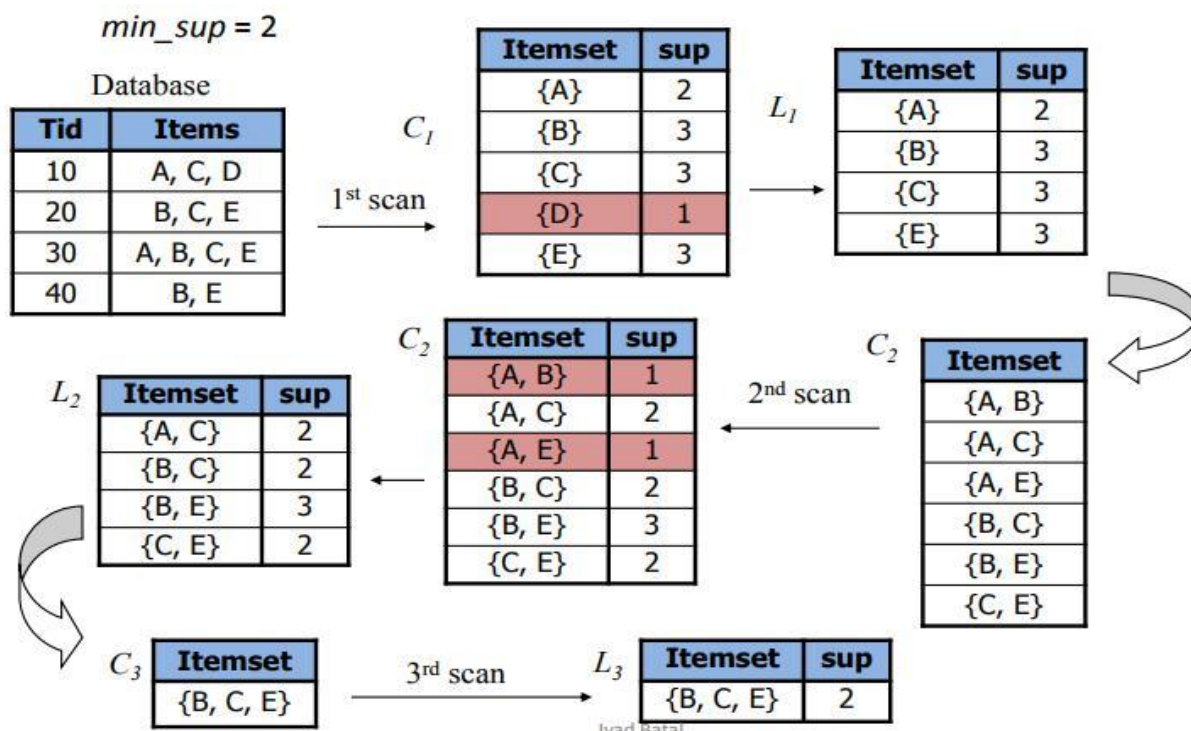 min_sup = 2
Database
Tid Items
10 A, C, D
20 B, C, E
30 A, B, C, E
40 B, E
1st scan
C1
Itemset sup
{A} 2
{B} 3
{C} 3
{D} 1
{E} 3
L1
Itemset sup
{A} 2
{B} 3
{C} 3
{E} 3
C2
Itemset
{A, B}
{A, C}
{A, E}
{B, C}
{B, E}
{C, E}
2nd scan
C2
Itemset sup
{A, B} 1
{A, C} 2
{A, E} 1
{B, C} 2
{B, E} 3
{C, E} 2
L2
Itemset sup
{A, C} 2
{B, C} 2
{B, E} 3
{C, E} 2
C3
Itemset
{B, C, E}
3rd scan
L3
Itemset sup
{B, C, E} 2
Iyad Batal